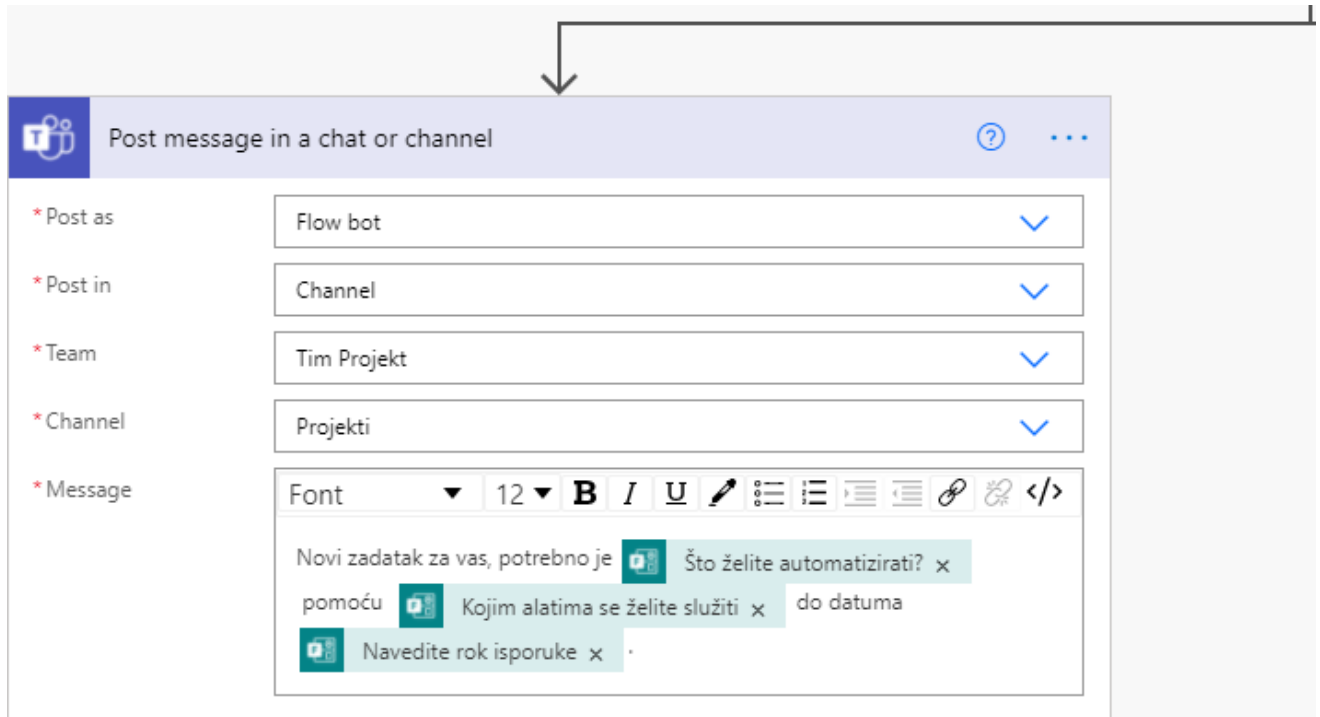 Post message in a chat or channel
* Post as
Flow bot
* Post in
Channel
* Team
Tim Projekt
* Channel
Projekti
* Message
Font 12 B I U </>
Novi zadatak za vas, potrebno je Što želite automatizirati? ×
pomoću Kojim alatima se želite služiti × do datuma
Navedite rok isporuke × .